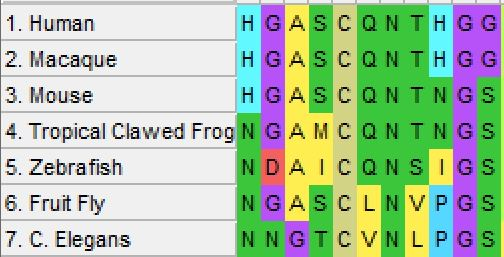 1. Human H G A S C Q N T H G G
2. Macaque H G A S C Q N T H G G
3. Mouse H G A S C Q N T N G S
4. Tropical Clawed Frog N G A M C Q N T N G S
5. Zebrafish N D A I C Q N S I G S
6. Fruit Fly N G A S C L N V P G S
7. C. Elegans N N G T C V N L P G S